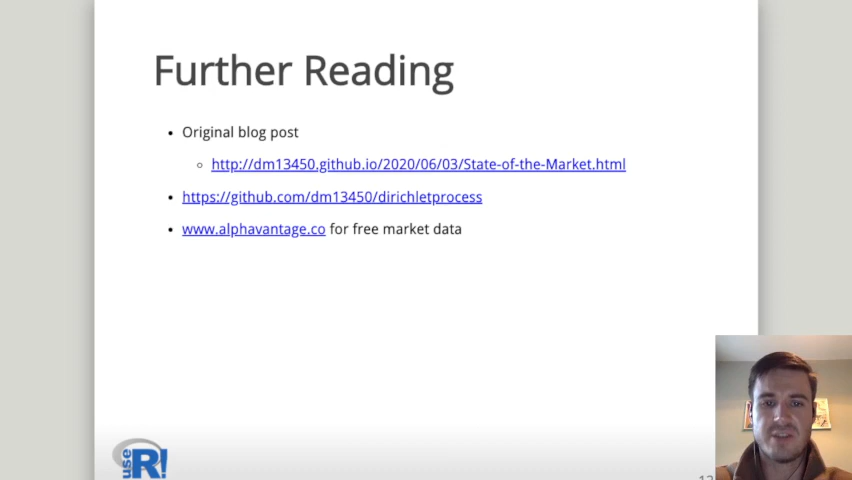 Further Reading
• Original blog post
○ http://dm13450.github.io/2020/06/03/State-of-the-Market.html
• https://github.com/dm13450/dirichletprocess
• www.alphavantage.co for free market data
use R!